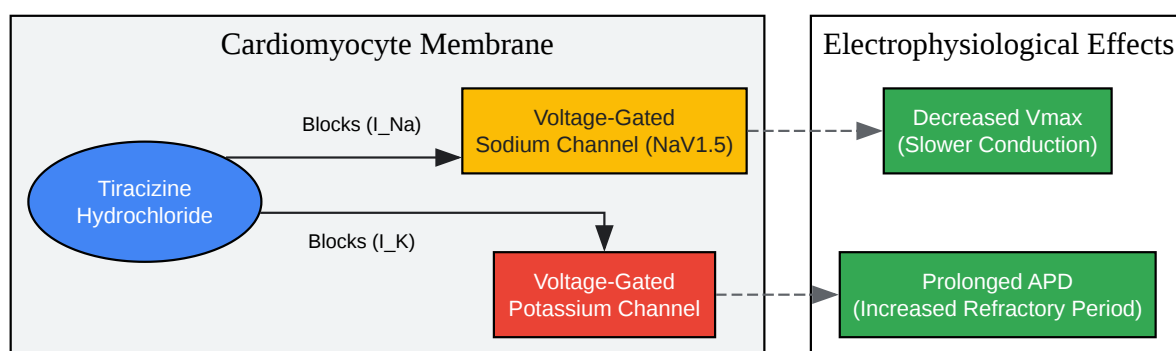 Cardiomyocyte Membrane
Electrophysiological Effects
Blocks (I_Na)
Voltage-Gated
Sodium Channel (NaV1.5)
Decreased Vmax
(Slower Conduction)
Tiracizine
Hydrochloride
Blocks (I_K)
Voltage-Gated
Potassium Channel
Prolonged APD
(Increased Refractory Period)